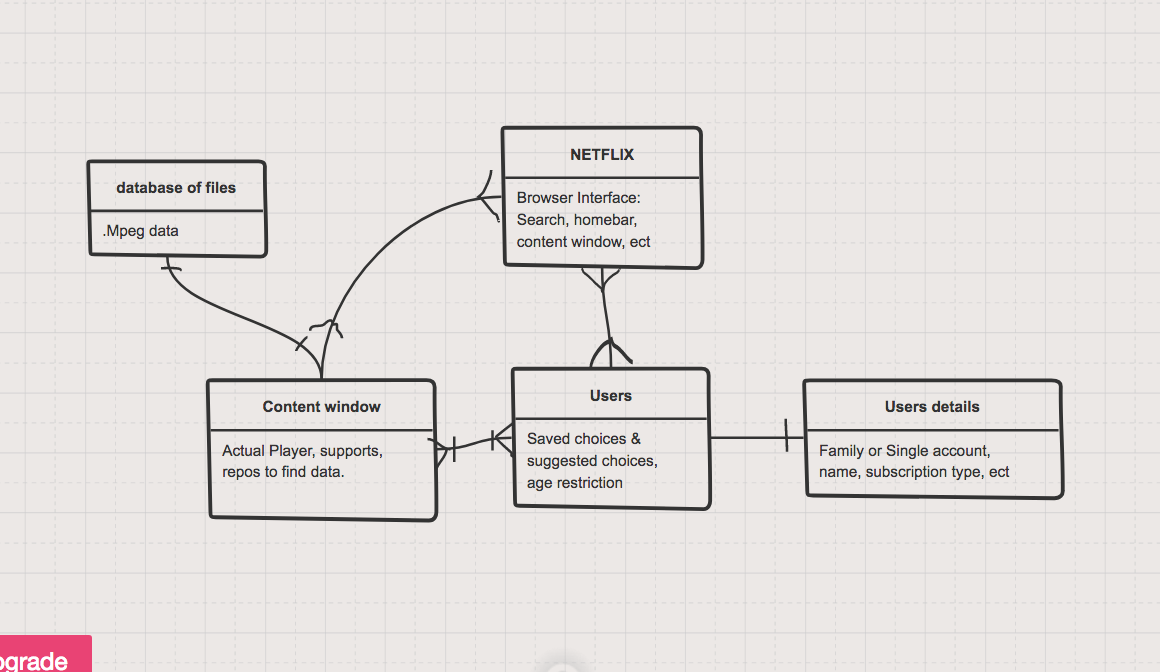 NETFLIX
Browser Interface:
Search, homebar,
content window, ect
database of files
.Mpeg data
Content window
Actual Player, supports,
repos to find data.
Users
Saved choices &
suggested choices,
age restriction
Users details
Family or Single account,
name, subscription type, ect
ograde